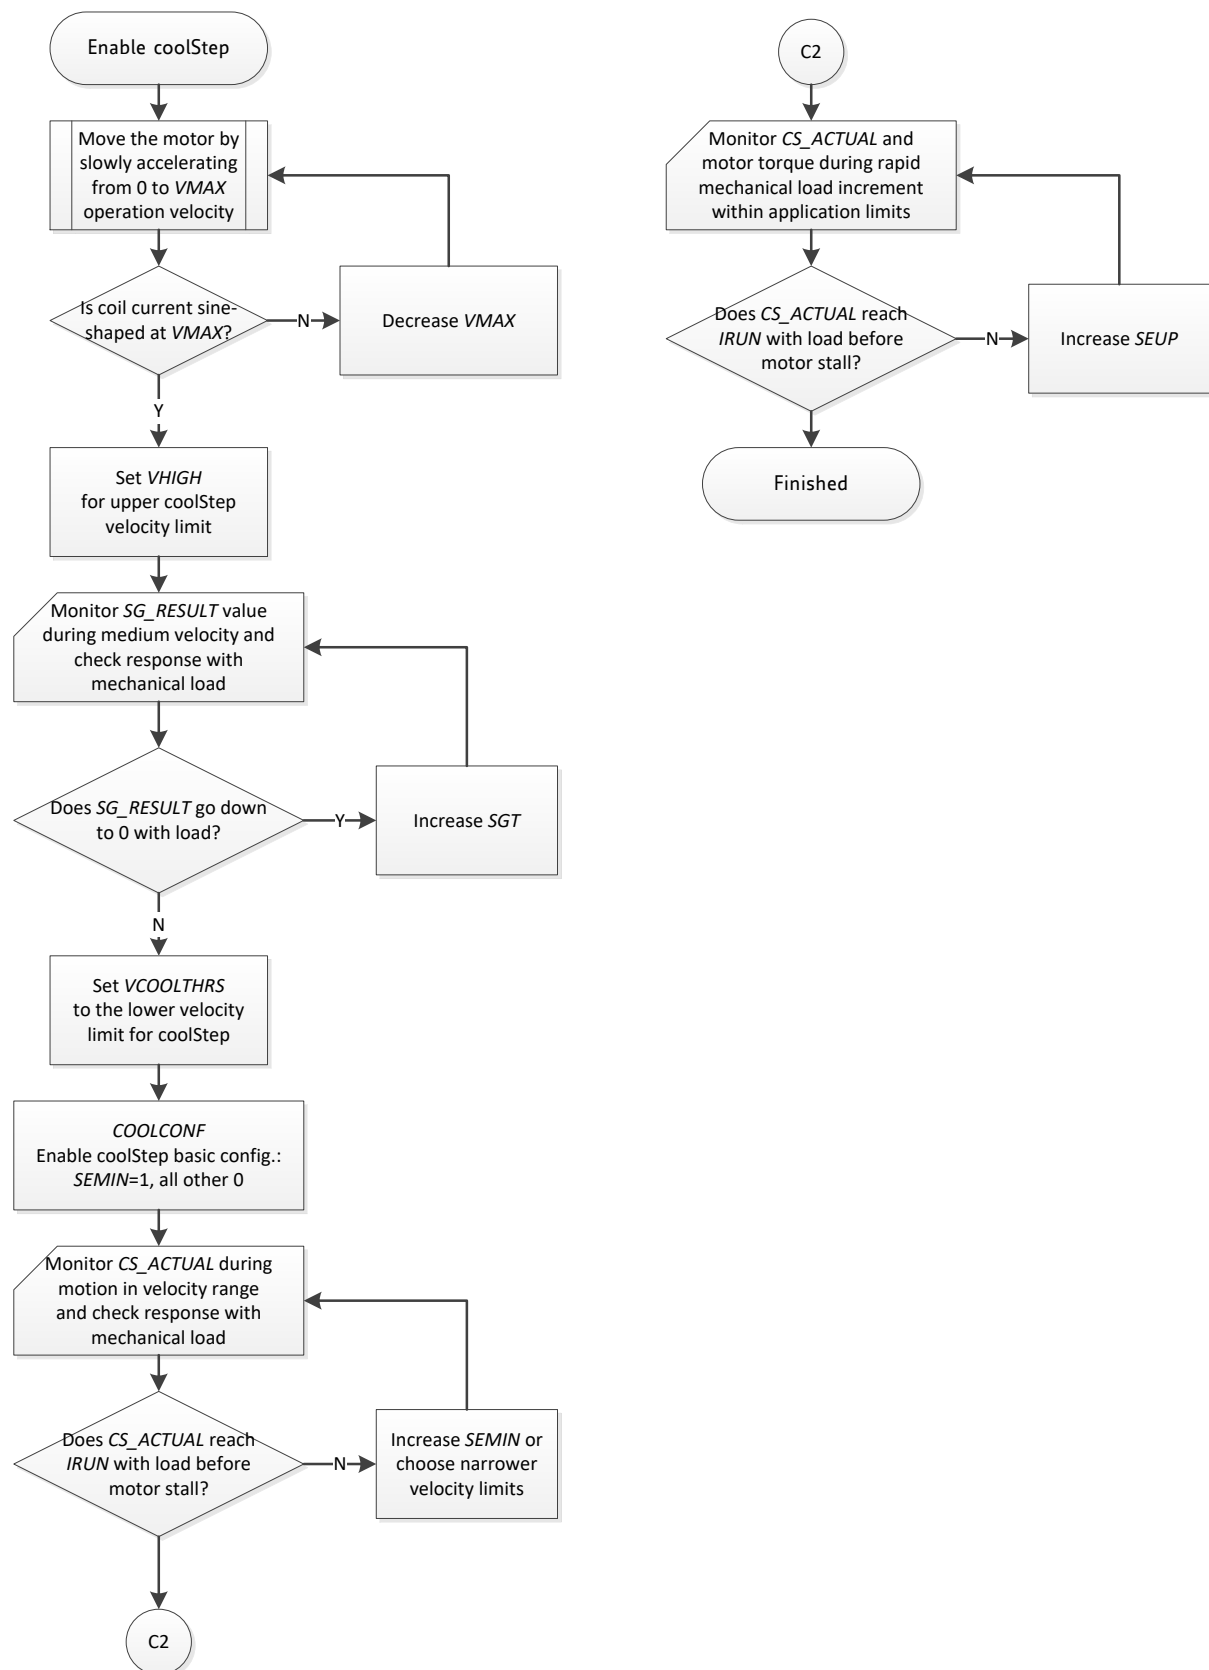 Enable coolStep
Move the motor by
slowly accelerating
from 0 to VMAX
operation velocity
Is coil current sine-
shaped at VMAX?
N
Decrease VMAX
Y
Set VHIGH
for upper coolStep
velocity limit
Monitor SG_RESULT value
during medium velocity and
check response with
mechanical load
Does SG_RESULT go down
to 0 with load?
Y
Increase SGT
N
Set VCOOLTHRS
to the lower velocity
limit for coolStep
COOLCONF
Enable coolStep basic config.:
SEMIN=1, all other 0
Monitor CS_ACTUAL during
motion in velocity range
and check response with
mechanical load
Does CS_ACTUAL reach
IRUN with load before
motor stall?
N
Increase SEMIN or
choose narrower
velocity limits
C2
C2
Monitor CS_ACTUAL and
motor torque during rapid
mechanical load increment
within application limits
Does CS_ACTUAL reach
IRUN with load before
motor stall?
N
Increase SEUP
Finished